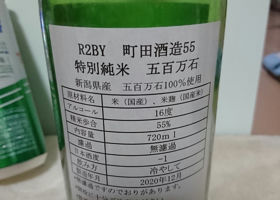 R2BY 町田酒造55
特別純米 五百万石
新潟県産 五百万石100%使用
原材料名 米(国産)、米麹(国産米)
アルコール 16度
精米歩合 55%
内容量 720ml
濾過 無濾過
日本酒度 -1
飲み方 冷やして
製造年月 2020年12月